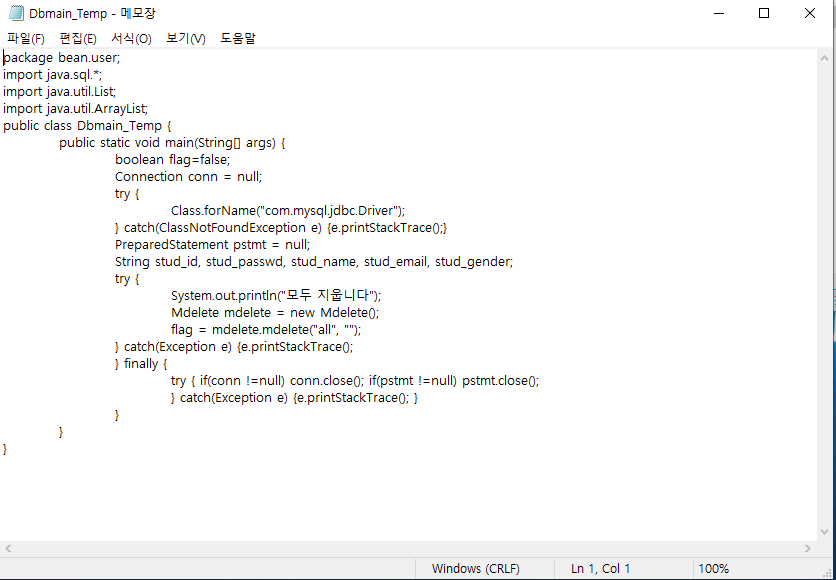 Dbmain_Temp - 메모장
파일(F) 편집(E) 서식(O) 보기(V) 도움말
package bean.user;
import java.sql.*;
import java.util.List;
import java.util.ArrayList;
public class Dbmain_Temp {
public static void main(String[] args) {
boolean flag=false;
Connection conn = null;
try {
Class.forName("com.mysql.jdbc.Driver");
} catch(ClassNotFoundException e) {e.printStackTrace();}
PreparedStatement pstmt = null;
String stud_id, stud_passwd, stud_name, stud_email, stud_gender;
try {
System.out.println("모두 지웁니다");
Mdelete mdelete = new Mdelete();
flag = mdelete.mdelete("all", "");
} catch(Exception e) {e.printStackTrace();
} finally {
try { if(conn !=null) conn.close(); if(pstmt !=null) pstmt.close();
} catch(Exception e) {e.printStackTrace(); }
}
}
}
Windows (CRLF) Ln 1, Col 1 100%